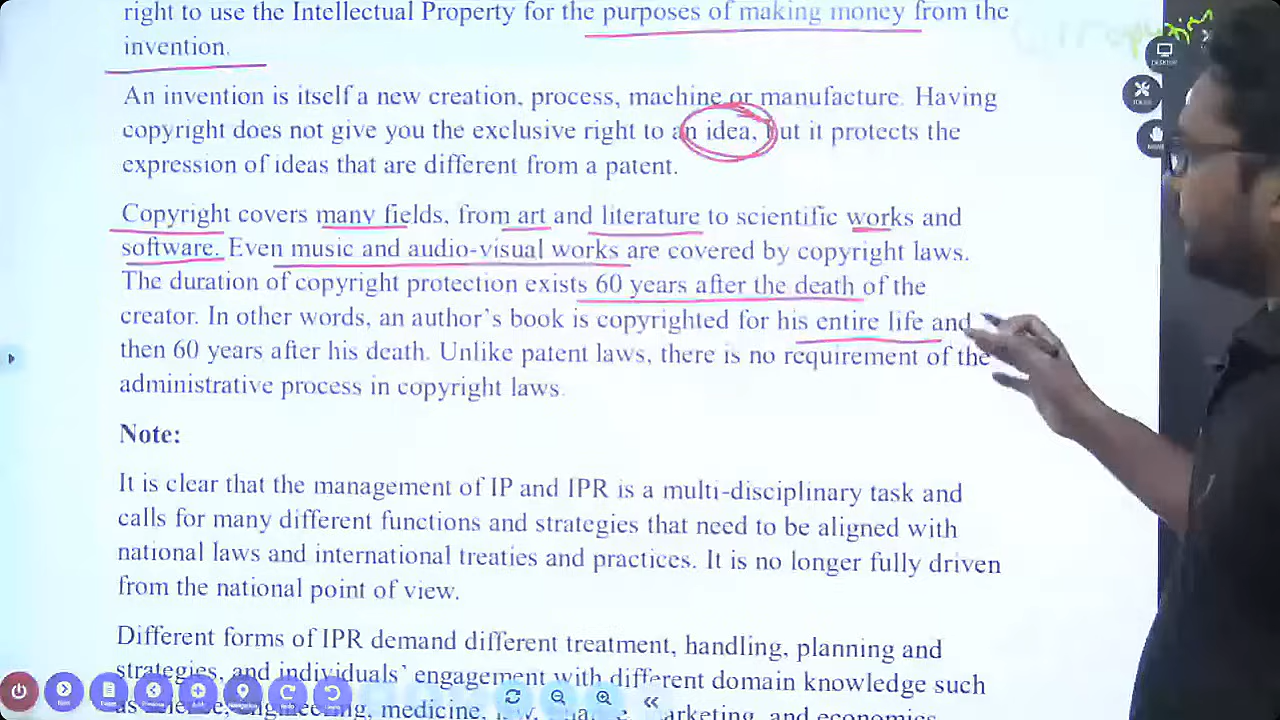 right to use the Intellectual Property for the purposes of making money from the
invention.
An invention is itself a new creation, process, machine or manufacture. Having
copyright does not give you the exclusive right to an idea, but it protects the
expression of ideas that are different from a patent.
Copyright covers many fields, from art and literature to scientific works and
software. Even music and audio-visual works are covered by copyright laws.
The duration of copyright protection exists 60 years after the death of the
creator. In other words, an author's book is copyrighted for his entire life and
then 60 years after his death. Unlike patent laws, there is no requirement of the
administrative process in copyright laws.
Note:
It is clear that the management of IP and IPR is a multi-disciplinary task and
calls for many different functions and strategies that need to be aligned with
national laws and international treaties and practices. It is no longer fully driven
from the national point of view.
Different forms of IPR demand different treatment, handling, planning and
strategies, and individuals' engagement with different domain knowledge such
as science, engineering, medicine, marketing, and economics
DESKTOP